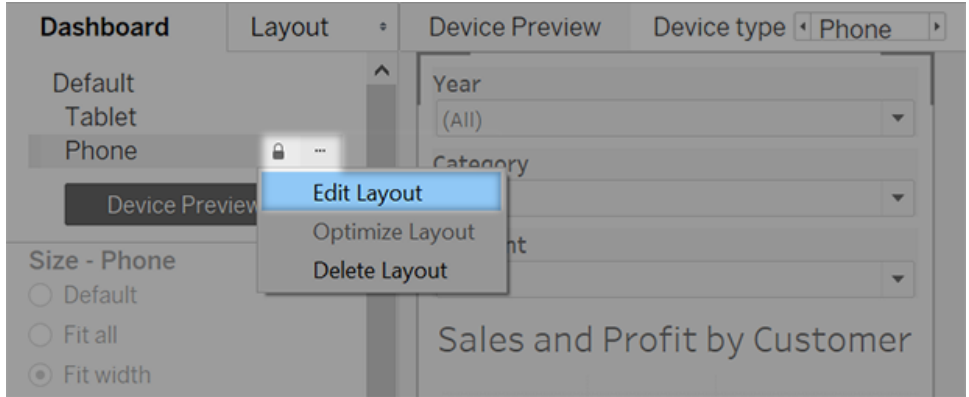 Dashboard
Layout
Device Preview
Device type
Phone
Default
Tablet
Phone
Device Preview
Size - Phone
Default
Fit all
Fit width
Edit Layout
Optimize Layout
Delete Layout
Year
(All)
Category
nt
Sales and Profit by Customer